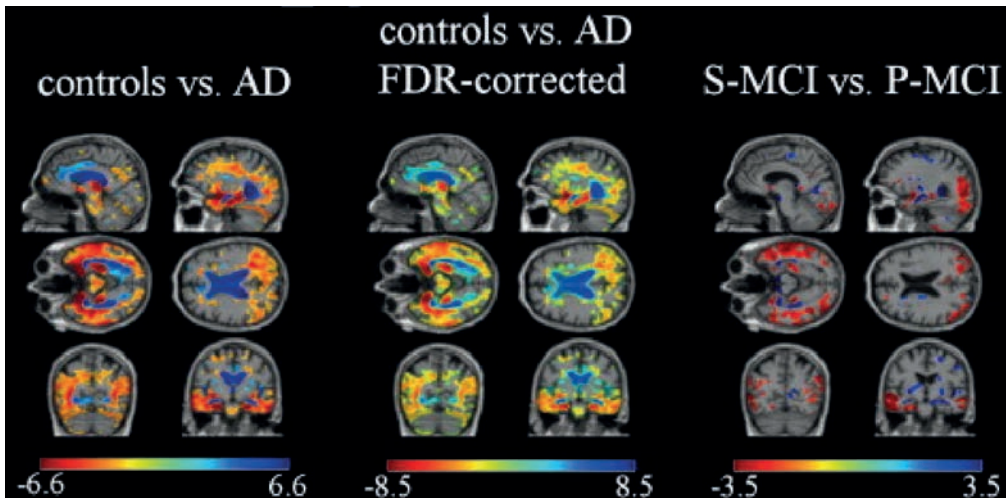 controls vs. AD
controls vs. AD
FDR-corrected
S-MCI vs. P-MCI
-6.6 6.6
-8.5 8.5
-3.5 3.5